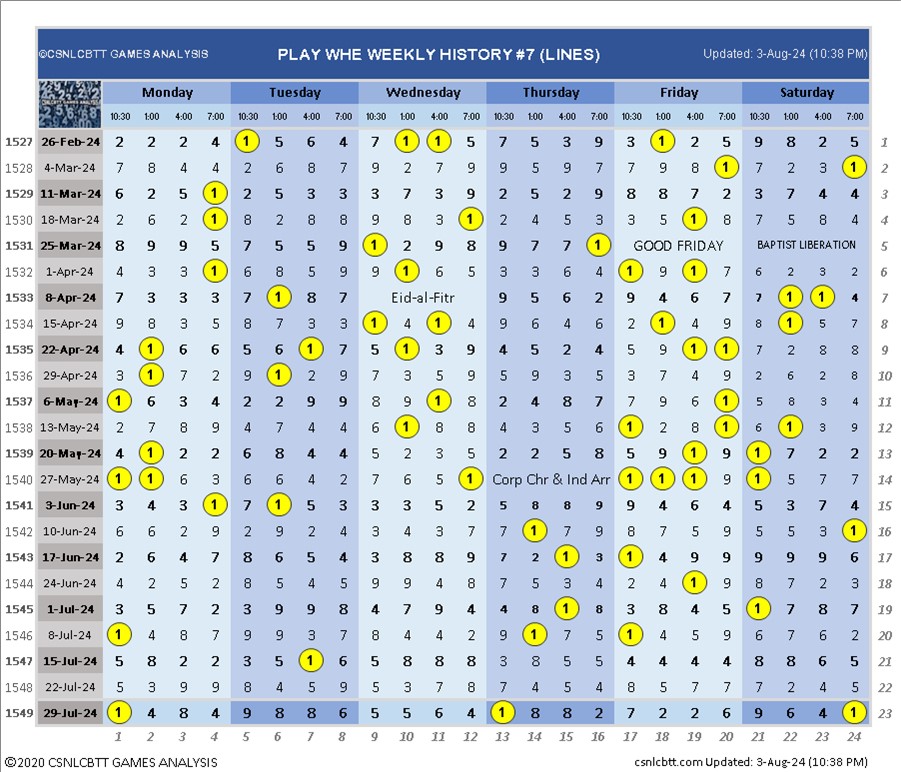 ©CSNLCBTT GAMES ANALYSIS PLAY WHE WEEKLY HISTORY #7 (LINES) Updated: 3-Aug-24 (10:38 PM)
Monday Tuesday Wednesday Thursday Friday Saturday
10:30 1:00 4:00 7:00 10:30 1:00 4:00 7:00 10:30 1:00 4:00 7:00 10:30 1:00 4:00 7:00 10:30 1:00 4:00 7:00 10:30 1:00 4:00 7:00
1527 26-Feb-24 2 2 2 4 1 5 6 4 7 1 1 5 7 5 3 9 3 1 2 5 9 8 2 5 1
1528 4-Mar-24 7 8 4 4 2 6 8 7 9 2 7 9 9 5 9 7 7 9 8 1 7 2 3 1 2
1529 11-Mar-24 6 2 5 1 2 5 3 3 3 7 3 9 2 5 2 9 8 8 7 2 3 7 4 4 3
1530 18-Mar-24 2 6 2 1 8 2 8 8 9 8 3 1 2 4 5 3 3 5 1 8 7 5 8 4 4
1531 25-Mar-24 8 9 9 5 7 5 5 9 1 2 9 8 9 7 7 1 GOOD FRIDAY BAPTIST LIBERATION 5
1532 1-Apr-24 4 3 3 1 6 8 5 9 9 1 6 5 3 3 6 4 1 9 1 7 6 2 3 2 6
1533 8-Apr-24 7 3 3 3 7 1 8 7 Eid-al-Fitr 9 5 6 2 9 4 6 7 7 1 1 4 7
1534 15-Apr-24 9 8 3 5 8 7 3 3 1 4 1 4 9 6 4 6 2 1 4 9 8 1 5 7 8
1535 22-Apr-24 4 1 6 6 5 6 1 7 5 1 3 9 4 5 2 4 5 9 1 1 7 2 8 8 9
1536 29-Apr-24 3 1 7 2 9 1 2 9 7 3 5 9 5 9 3 5 3 7 4 9 2 6 2 8 10
1537 6-May-24 1 6 3 4 2 2 9 9 8 9 1 8 2 4 8 7 7 9 6 1 5 8 3 4 11
1538 13-May-24 2 7 8 9 4 7 4 4 6 1 8 8 3 4 7 5 1 2 8 1 6 1 3 9 12
1539 20-May-24 4 1 2 2 6 8 4 4 5 2 3 5 2 2 5 8 5 9 1 9 1 7 2 2 13
1540 27-May-24 1 1 6 3 6 6 4 2 7 6 5 1 Corp Chr & Ind Arr 1 1 1 9 1 5 7 7 14
1541 3-Jun-24 3 4 3 1 7 1 5 3 3 3 5 2 5 8 8 9 9 4 6 4 5 3 7 4 15
1542 10-Jun-24 6 6 2 9 2 9 2 4 3 4 3 7 7 1 7 9 8 7 5 9 5 5 3 1 16
1543 17-Jun-24 2 6 4 7 8 6 5 4 3 8 8 9 7 2 1 3 1 4 9 9 9 9 9 6 17
1544 24-Jun-24 4 2 5 2 8 5 4 5 9 9 4 8 7 5 3 4 2 4 1 9 8 7 2 3 18
1545 1-Jul-24 3 5 7 2 3 9 9 8 4 7 9 4 4 8 1 8 3 8 4 5 1 7 8 7 19
1546 8-Jul-24 1 4 8 7 9 9 3 7 8 4 4 2 9 1 7 5 1 4 5 9 6 7 6 2 20
1547 15-Jul-24 5 8 2 2 3 5 1 6 5 8 8 8 3 8 5 5 4 4 4 4 8 8 6 5 21
1548 22-Jul-24 5 3 9 9 8 4 5 9 5 3 7 8 7 4 5 4 8 5 7 7 7 2 4 5 22
1549 29-Jul-24 1 4 8 4 9 8 8 6 5 5 6 4 1 8 8 2 7 2 2 6 9 6 4 1 23
1 2 3 4 5 6 7 8 9 10 11 12 13 14 15 16 17 18 19 20 21 22 23 24
©2020 CSNLCBTT GAMES ANALYSIS csnlcbtt.com Updated: 3-Aug-24 (10:38 PM)